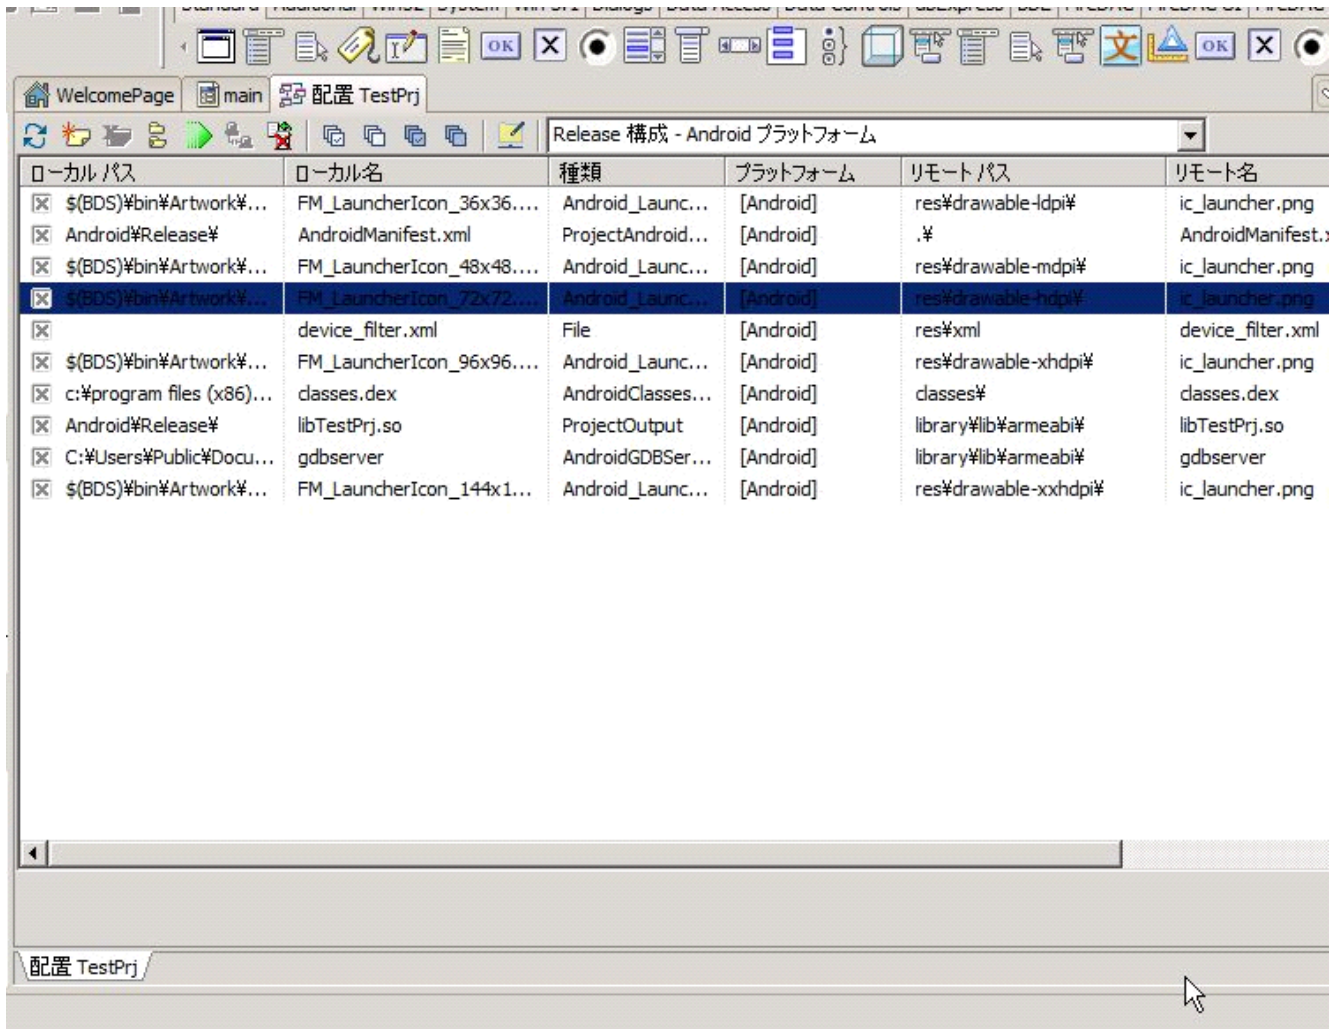 WelcomePage main 配置 TestPrj
Release 構成 - Android プラットフォーム
ローカル パス ローカル名 種類 プラットフォーム リモート パス リモート名
$(BDS)¥bin¥Artwork¥... FM_LauncherIcon_36x36.... Android_Launc... [Android] res¥drawable-ldpi¥ ic_launcher.png
Android¥Release¥ AndroidManifest.xml ProjectAndroid... [Android] .¥ AndroidManifest.x
$(BDS)¥bin¥Artwork¥... FM_LauncherIcon_48x48.... Android_Launc... [Android] res¥drawable-mdpi¥ ic_launcher.png
$(BDS)¥bin¥Artwork¥... FM_LauncherIcon_72x72.... Android_Launc... [Android] res¥drawable-hdpi¥ ic_launcher.png
device_filter.xml File [Android] res¥xml device_filter.xml
$(BDS)¥bin¥Artwork¥... FM_LauncherIcon_96x96.... Android_Launc... [Android] res¥drawable-xhdpi¥ ic_launcher.png
c:¥program files (x86)... classes.dex AndroidClasses... [Android] classes¥ classes.dex
Android¥Release¥ libTestPrj.so ProjectOutput [Android] library¥lib¥armeabi¥ libTestPrj.so
C:¥Users¥Public¥Docu... gdbserver AndroidGDBSer... [Android] library¥lib¥armeabi¥ gdbserver
$(BDS)¥bin¥Artwork¥... FM_LauncherIcon_144x1... Android_Launc... [Android] res¥drawable-xxhdpi¥ ic_launcher.png
配置 TestPrj